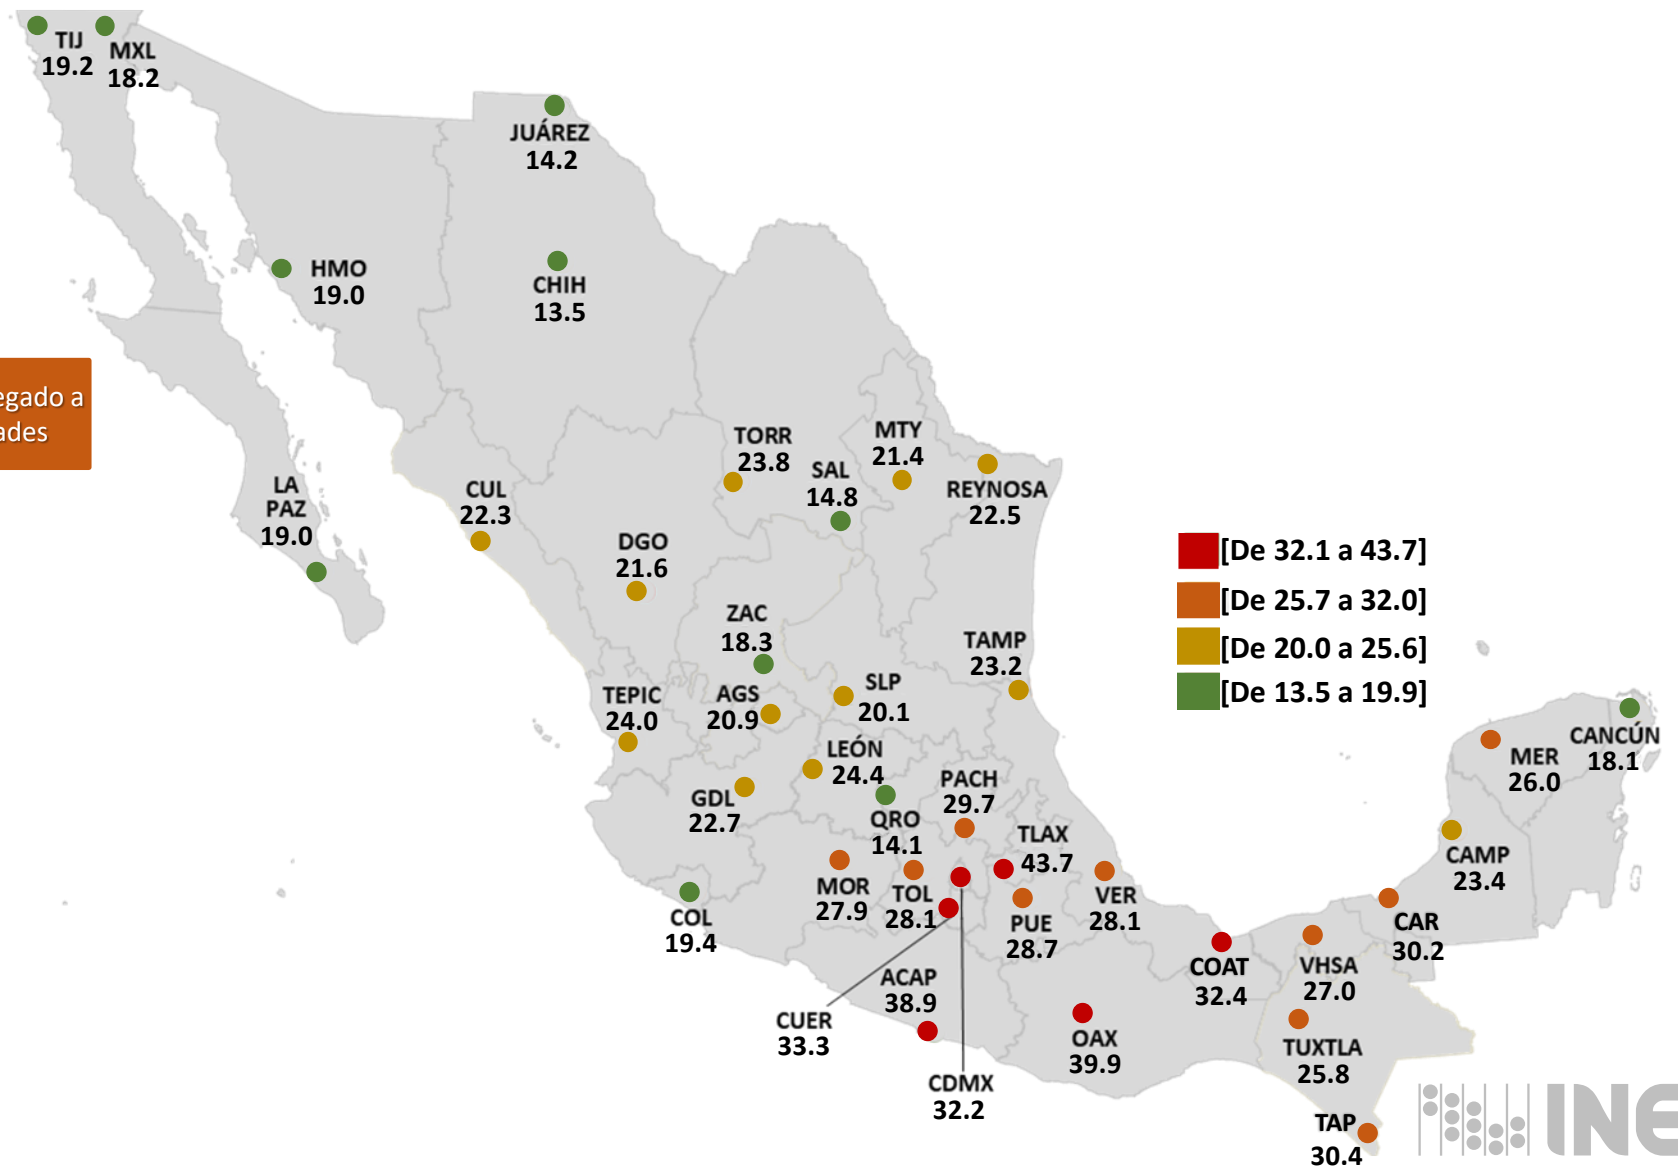 TIJ
19.2
MXL
18.2
JUÁREZ
14.2
HMO
19.0
CHIH
13.5
egado a
ades
LA
PAZ
19.0
CUL
22.3
TORR
23.8
SAL
14.8
MTY
21.4
REYNOSA
22.5
DGO
21.6
ZAC
18.3
TAMP
23.2
[De 32.1 a 43.7]
[De 25.7 a 32.0]
[De 20.0 a 25.6]
[De 13.5 a 19.9]
TEPIC
24.0
AGS
20.9
SLP
20.1
LEÓN
24.4
GDL
22.7
QRO
14.1
PACH
29.7
TLAX
43.7
MOR
27.9
TOL
28.1
PUE
28.7
VER
28.1
COL
19.4
CANCÚN
18.1
MER
26.0
CAMP
23.4
CAR
30.2
COAT
32.4
VHSA
27.0
ACAP
38.9
CUER
33.3
CDMX
32.2
OAX
39.9
TUXTLA
25.8
TAP
30.4
INE